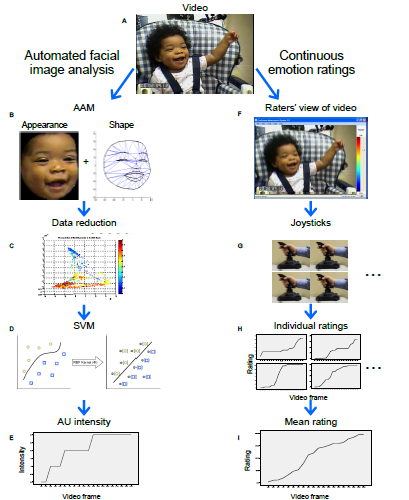 Video
A
Automated facial
image analysis
Continuous
emotion ratings
AAM
B
Appearance
Shape
+
F
Raters' view of video
Data reduction
C
Joysticks
G
...
SVM
D
Individual ratings
H
Rating
...
Video frame
AU intensity
E
Intensity
Video frame
Mean rating
I
Rating
Video frame